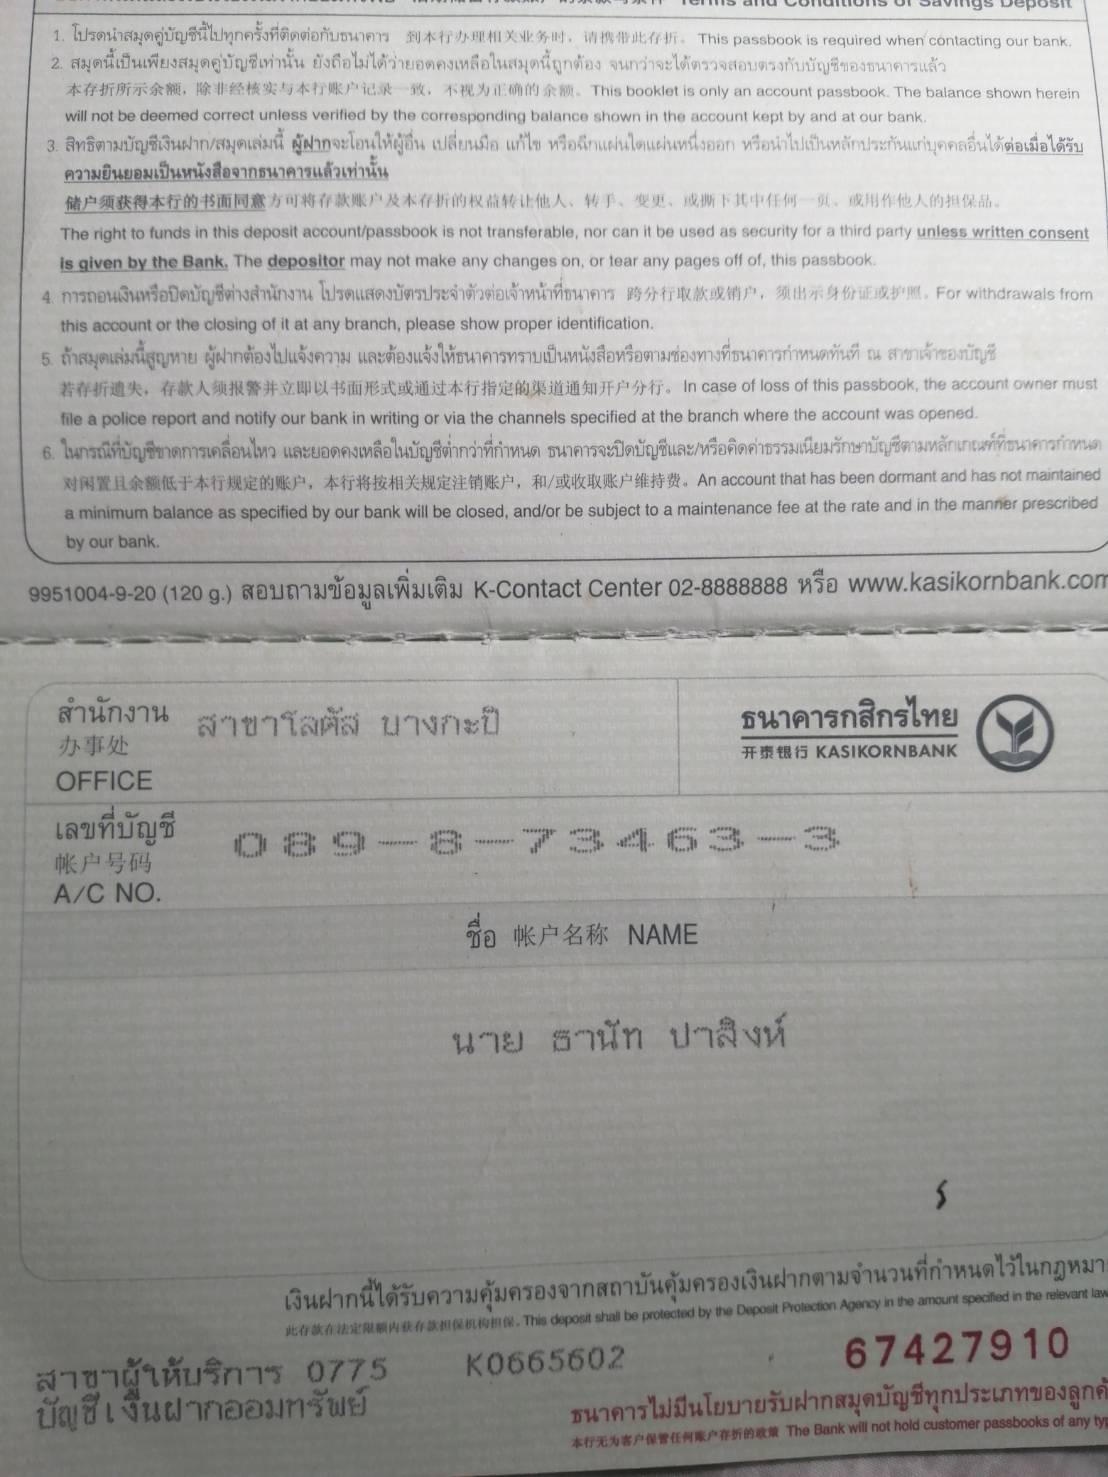 Terms and Conditions of Savings Deposit
1. โปรดนำสมุดคู่บัญชีนี้ไปทุกครั้งที่ติดต่อกับธนาคาร 到本行办理相关业务时，请携带此存折。This passbook is required when contacting our bank.
2. สมุดนี้เป็นเพียงสมุดคู่บัญชีเท่านั้น ยังถือไม่ได้ว่ายอดคงเหลือในสมุดนี้ถูกต้อง จนกว่าจะได้ตรวจสอบตรงกับบัญชีของธนาคารแล้ว
本存折所示余额，除非经核实与本行账户记录一致，不视为正确的余额。This booklet is only an account passbook. The balance shown herein
will not be deemed correct unless verified by the corresponding balance shown in the account kept by and at our bank.
3. สิทธิตามบัญชีเงินฝาก/สมุดเล่มนี้ ผู้ฝากจะโอนให้ผู้อื่น เปลี่ยนมือ แก้ไข หรือฉีกแผ่นใดแผ่นหนึ่งออก หรือนำไปเป็นหลักประกันแก่บุคคลอื่นได้ต่อเมื่อได้รับ
ความยินยอมเป็นหนังสือจากธนาคารแล้วเท่านั้น
储户须获得本行的书面同意方可将存款账户及本存折的权益转让他人、转手、变更、或撕下其中任何一页、或用作他人的担保品。
The right to funds in this deposit account/passbook is not transferable, nor can it be used as security for a third party unless written consent
is given by the Bank. The depositor may not make any changes on, or tear any pages off of, this passbook.
4. การถอนเงินหรือปิดบัญชีต่างสำนักงาน โปรดแสดงบัตรประจำตัวต่อเจ้าหน้าที่ธนาคาร 跨分行取款或销户，须出示身份证或护照。For withdrawals from
this account or the closing of it at any branch, please show proper identification.
5. ถ้าสมุดเล่มนี้สูญหาย ผู้ฝากต้องไปแจ้งความ และต้องแจ้งให้ธนาคารทราบเป็นหนังสือหรือตามช่องทางที่ธนาคารกำหนดทันที ณ สาขาเจ้าของบัญชี
若存折遗失，存款人须报警并立即以书面形式或通过本行指定的渠道通知开户分行。In case of loss of this passbook, the account owner must
file a police report and notify our bank in writing or via the channels specified at the branch where the account was opened.
6. ในกรณีที่บัญชีขาดการเคลื่อนไหว และยอดคงเหลือในบัญชีต่ำกว่าที่กำหนด ธนาคารจะปิดบัญชีและ/หรือคิดค่าธรรมเนียมรักษาบัญชีตามหลักเกณฑ์ที่ธนาคารกำหนด
对闲置且余额低于本行规定的账户，本行将按相关规定注销账户，和/或收取账户维持费。An account that has been dormant and has not maintained
a minimum balance as specified by our bank will be closed, and/or be subject to a maintenance fee at the rate and in the manner prescribed
by our bank.
9951004-9-20 (120 g.) สอบถามข้อมูลเพิ่มเติม K-Contact Center 02-8888888 หรือ www.kasikornbank.com
สำนักงาน สาขาโลตัส บางกะปิ
办事处
OFFICE
ธนาคารกสิกรไทย
开泰银行 KASIKORNBANK
เลขที่บัญชี 089-8-73463-3
帐户号码
A/C NO.
ชื่อ 帐户名称 NAME
นาย ธานัท ปาสิงห์
เงินฝากนี้ได้รับความคุ้มครองจากสถาบันคุ้มครองเงินฝากตามจำนวนที่กำหนดไว้ในกฎหมา
此存款在法定限额内获存款担保机构担保。This deposit shall be protected by the Deposit Protection Agency in the amount specified in the relevant law
สาขาผู้ให้บริการ 0775 K0665602 67427910
บัญชีเงินฝากออมทรัพย์
ธนาคารไม่มีนโยบายรับฝากสมุดบัญชีทุกประเภทของลูกค้
本行无为客户保管任何账户存折的政策 The Bank will not hold customer passbooks of any typ